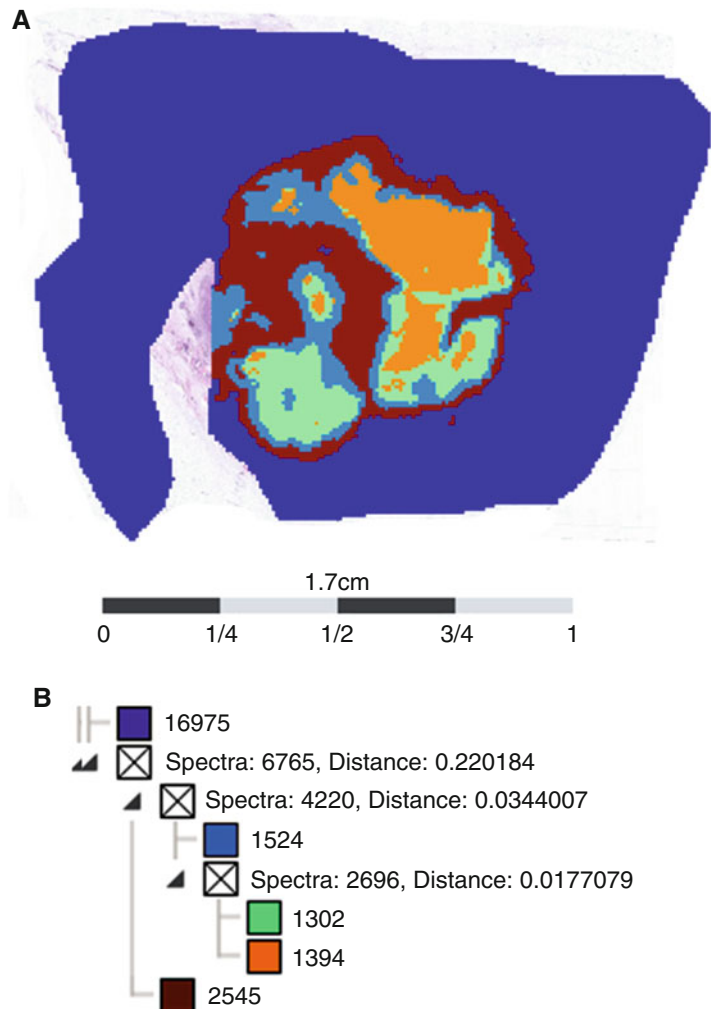 A
1.7cm
0 1/4 1/2 3/4 1
B
16975
Spectra: 6765, Distance: 0.220184
Spectra: 4220, Distance: 0.0344007
1524
Spectra: 2696, Distance: 0.0177079
1302
1394
2545